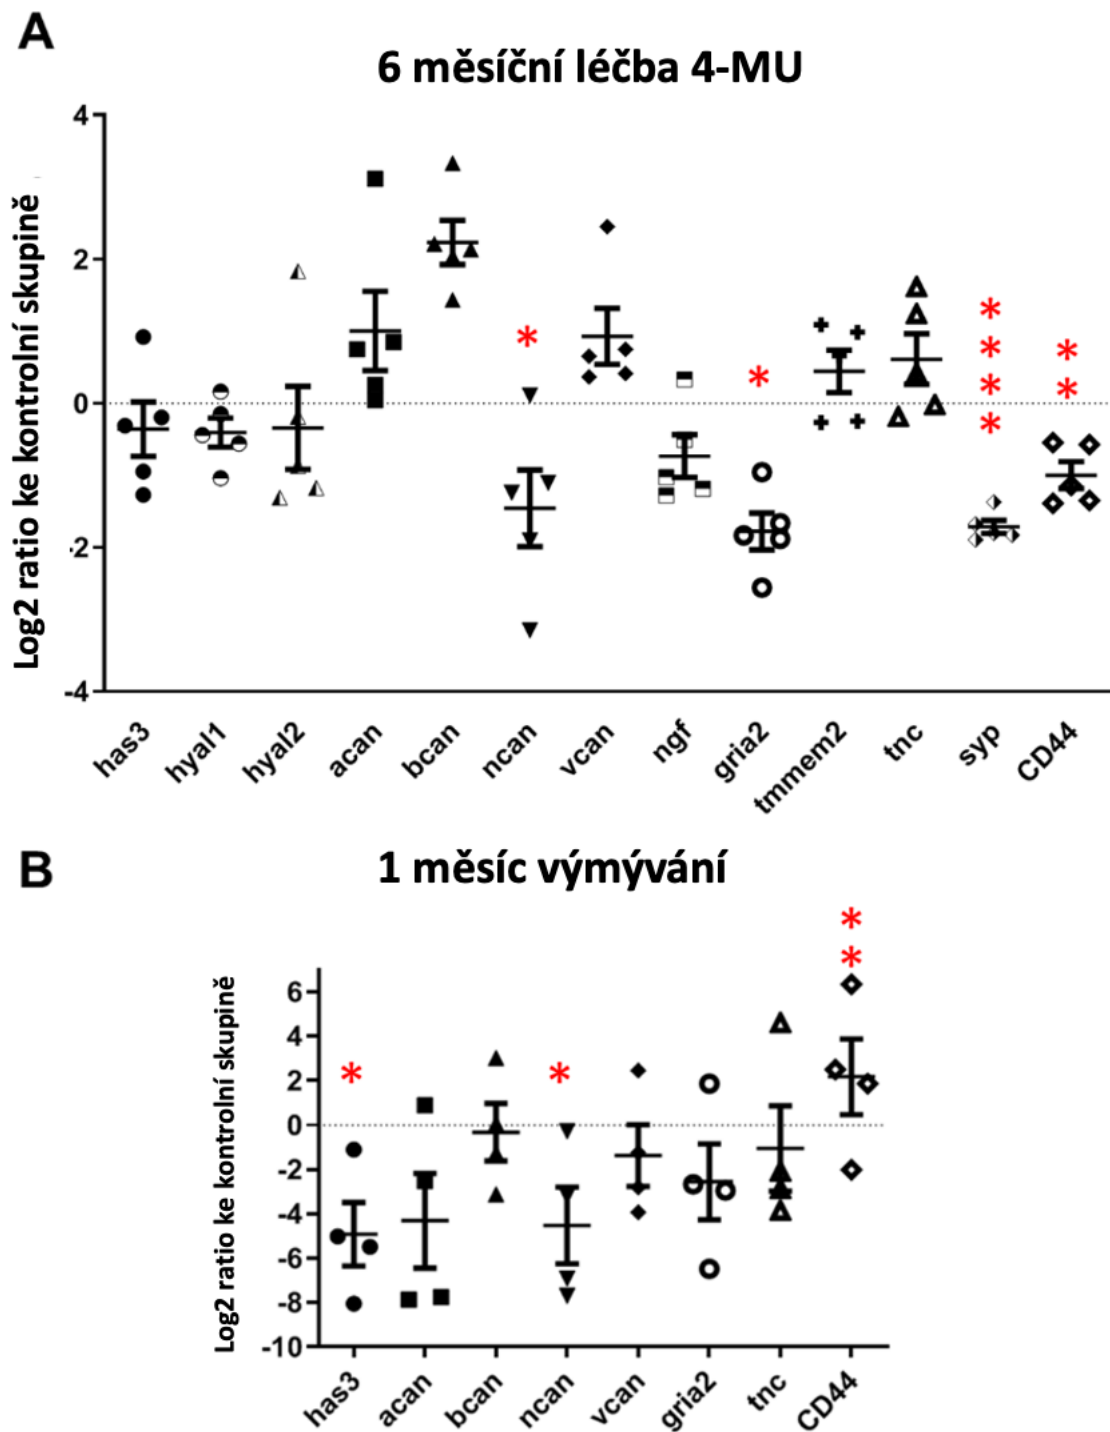 A
6 měsíční léčba 4-MU
Log2 ratio ke kontrolní skupině
4
2
0
-2
-4
*
*
*
*
*
*
*
*
has3
hyal1
hyal2
acan
bcan
ncan
vcan
ngf
gria2
tmmem2
tnc
syp
CD44
B
1 měsíc výmývání
Log2 ratio ke kontrolní skupině
6
4
2
0
-2
-4
-6
-8
-10
*
*
*
*
has3
acan
bcan
ncan
vcan
gria2
tnc
CD44